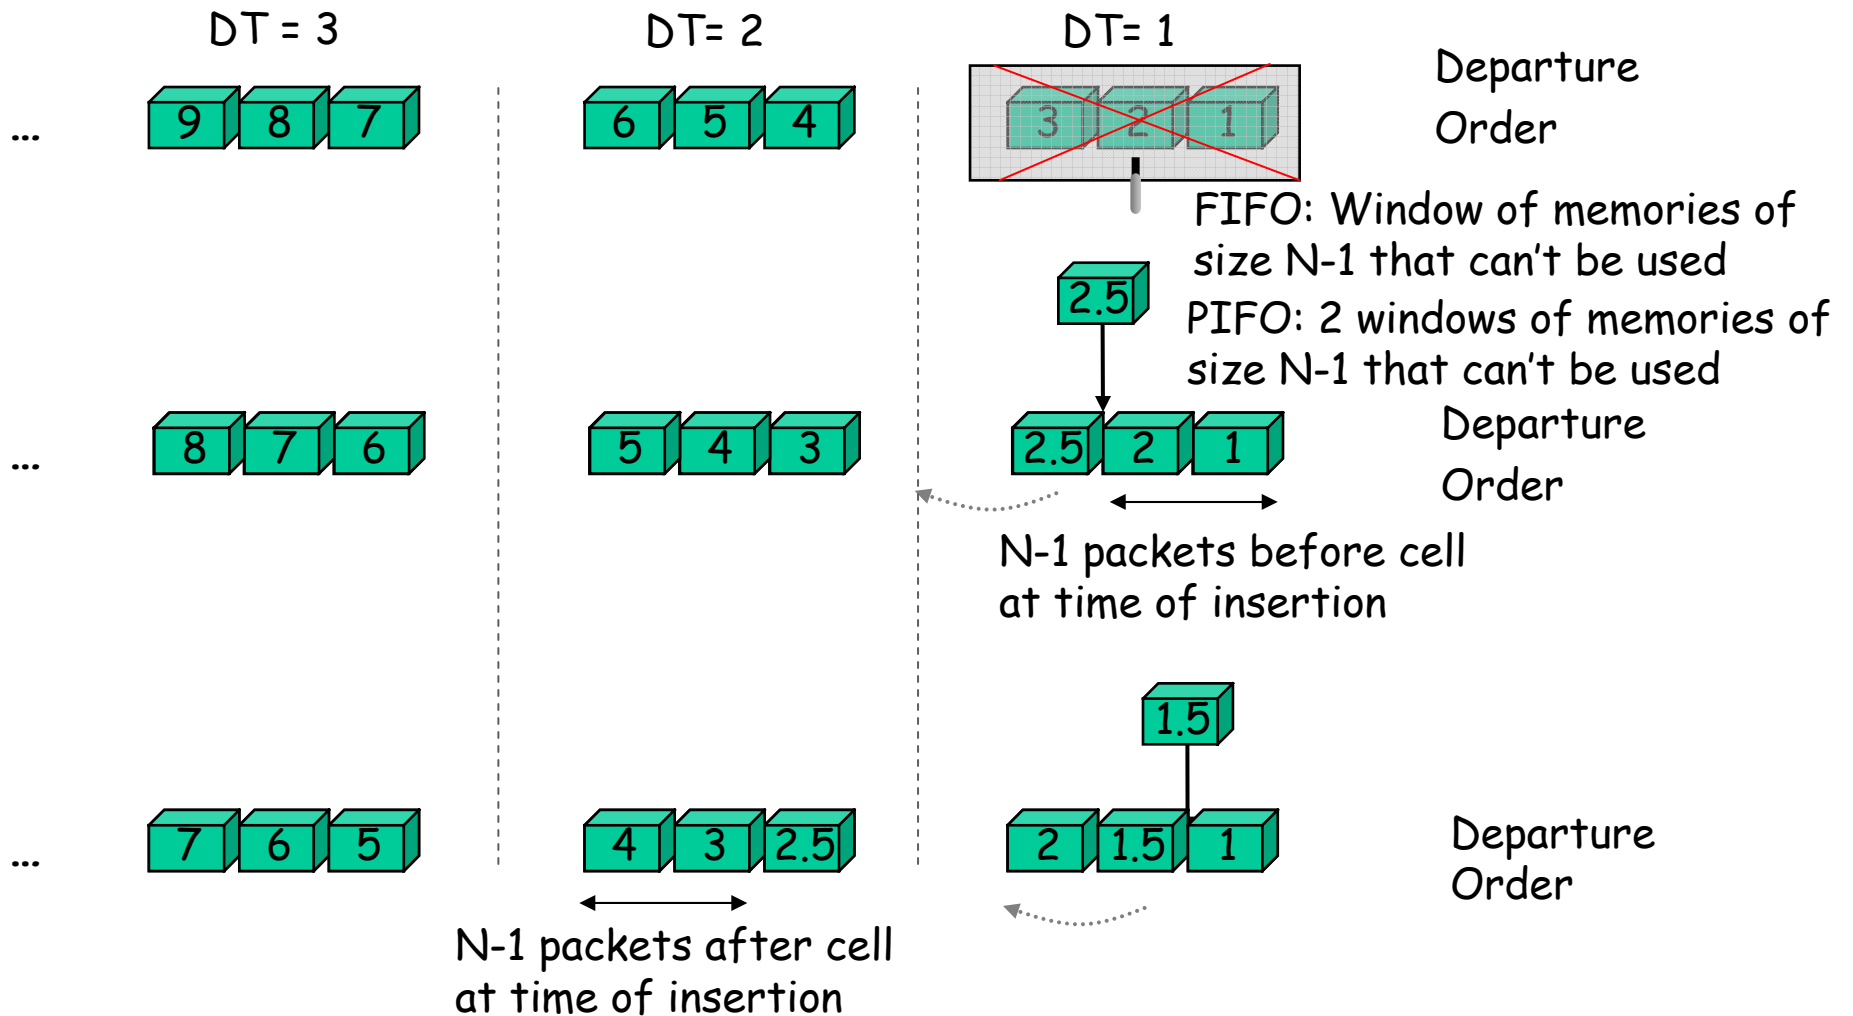 DT = 3 DT= 2 DT= 1
Departure
Order
... 9 8 7 6 5 4 3 2 1
FIFO: Window of memories of
size N-1 that can't be used
2.5
PIFO: 2 windows of memories of
size N-1 that can't be used
Departure
Order
... 8 7 6 5 4 3 2.5 2 1
N-1 packets before cell
at time of insertion
1.5
Departure
Order
... 7 6 5 4 3 2.5 2 1.5 1
N-1 packets after cell
at time of insertion